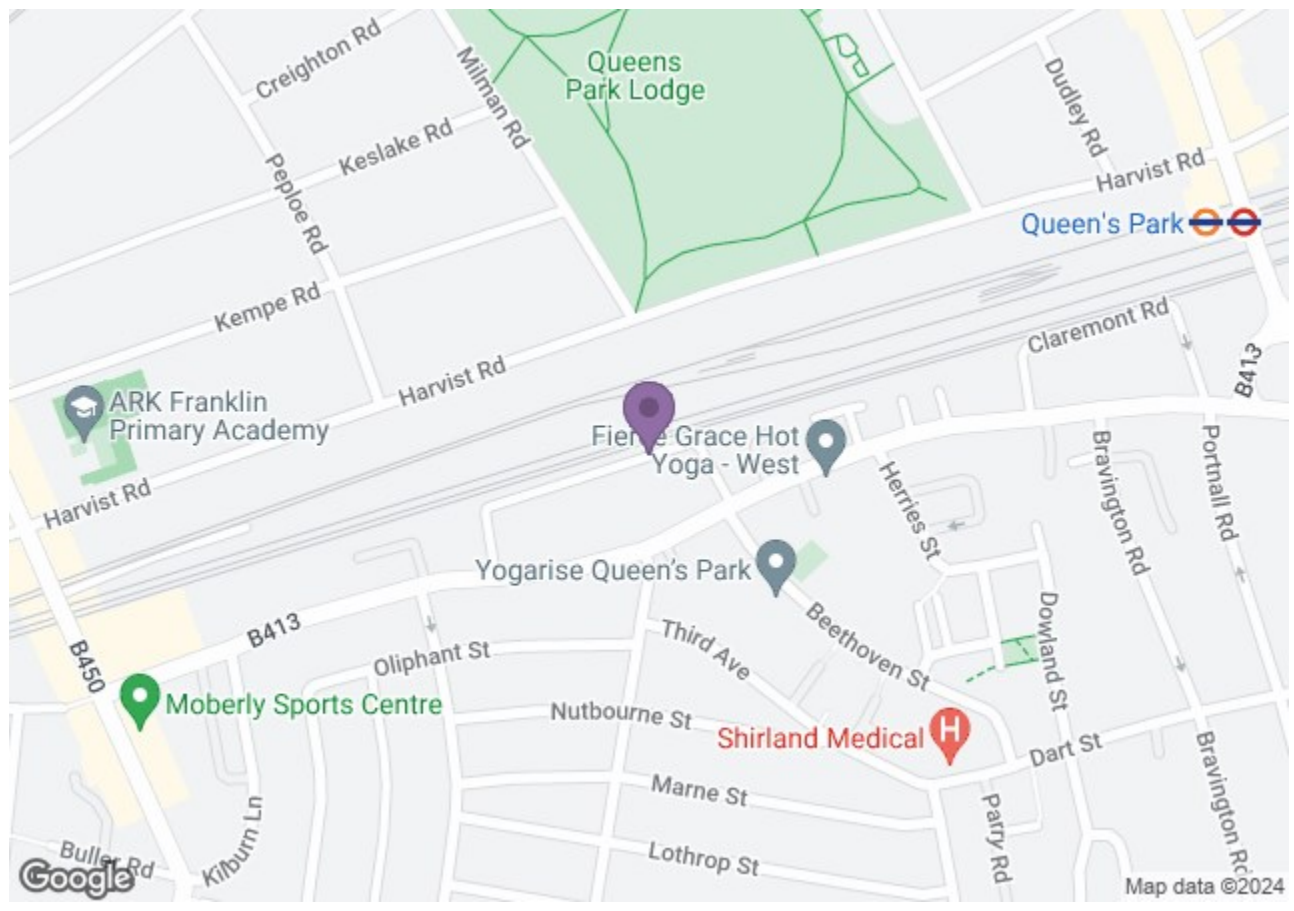 Creighton Rd
Milman Rd
Queens
Park Lodge
Dudley Rd
Keslake Rd
Peploe Rd
Harvist Rd
Queen's Park
Kempe Rd
Claremont Rd
B413
Harvist Rd
ARK Franklin
Primary Academy
Fierce Grace Hot
Yoga - West
Herries St
Bravington Rd
Portnall Rd
Harvist Rd
Yogarise Queen's Park
Beethoven St
Dowland St
B413
B450
Oliphant St
Third Ave
Moberly Sports Centre
Nutbourne St
Shirland Medical
H
Dart St
Marne St
Bravington Rd
Parry Rd
Kilburn Ln
Buller Rd
Lothrop St
Google
Map data ©2024